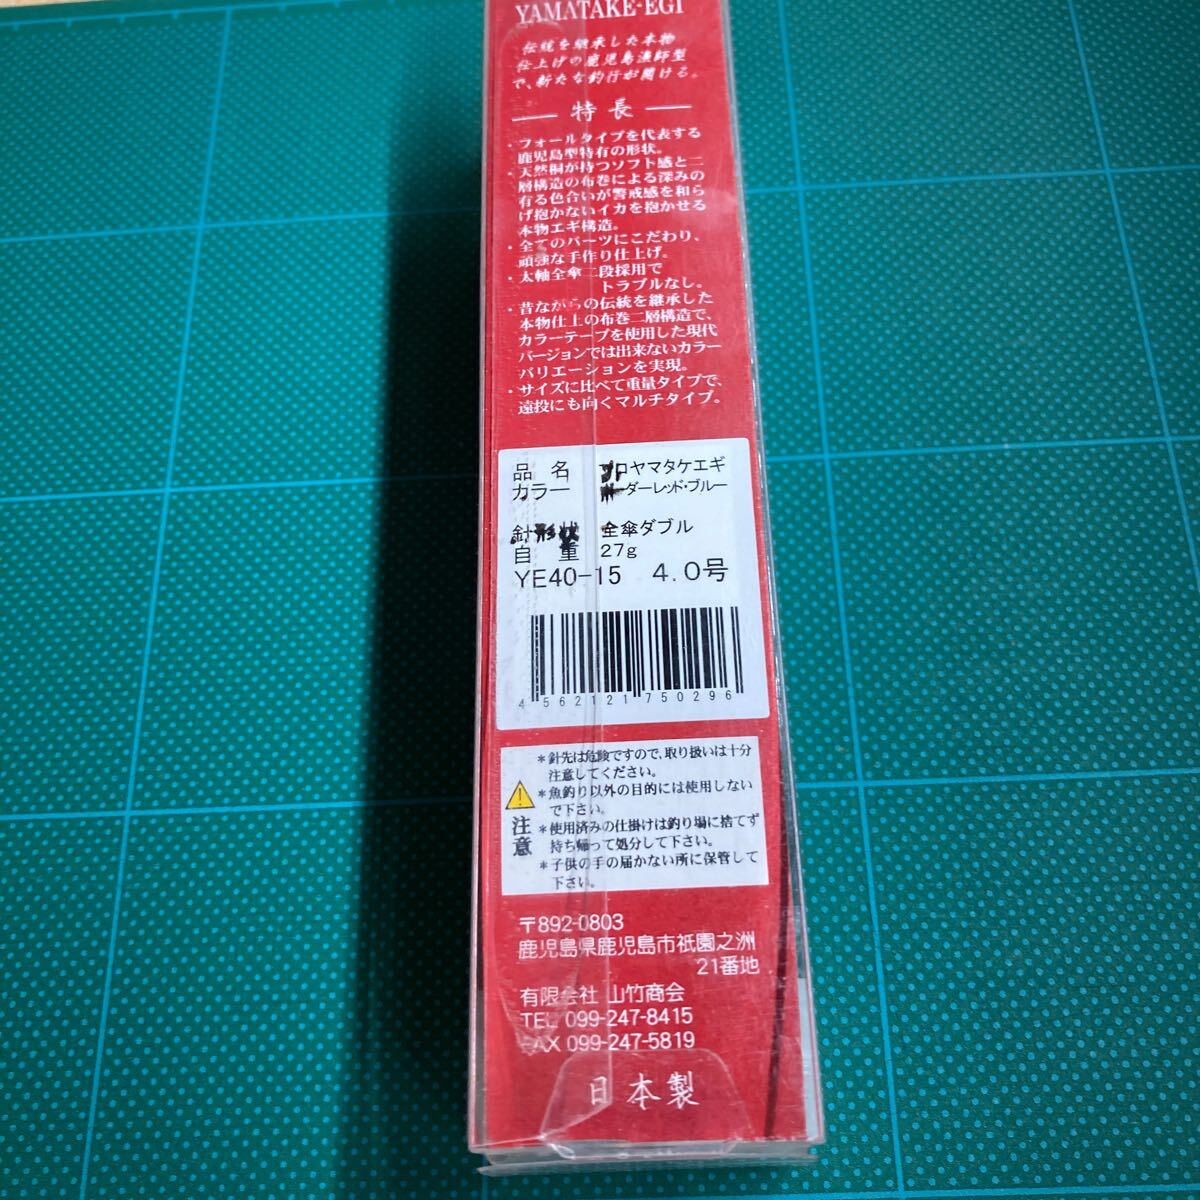 YAMATAKE-EGI
伝統を継承した本物
仕上げの鹿児島漁師型
で、新たな釣行が開ける。
特長
・フォールタイプを代表する
鹿児島型特有の形状。
・天然桐が持つソフト感と二
層構造の布巻による深みの
有る色合いが警戒感を和ら
げ抱かないイカを抱かせる
本物エギ構造。
・全てのパーツにこだわり、
頑強な手作り仕上げ。
・太軸全傘二段採用で
トラブルなし。
・昔ながらの伝統を継承した
本物仕上の布巻二層構造で、
カラーテープを使用した現代
バージョンでは出来ないカラー
バリエーションを実現。
・サイズに比べて重量タイプで、
遠投にも向くマルチタイプ。
品名 プロヤマタケエギ
カラー ボーダーレッド・ブルー
針形状 全傘ダブル
自重 27g
YE40-15 4.0号
4562121750296
注意
*針先は危険ですので、取り扱いは十分
注意してください。
*魚釣り以外の目的には使用しない
で下さい。
*使用済みの仕掛けは釣り場に捨てず
持ち帰って処分して下さい。
*子供の手の届かない所に保管して
下さい。
〒892-0803
鹿児島県鹿児島市祇園之洲
21番地
有限会社 山竹商会
TEL 099-247-8415
FAX 099-247-5819
日本製